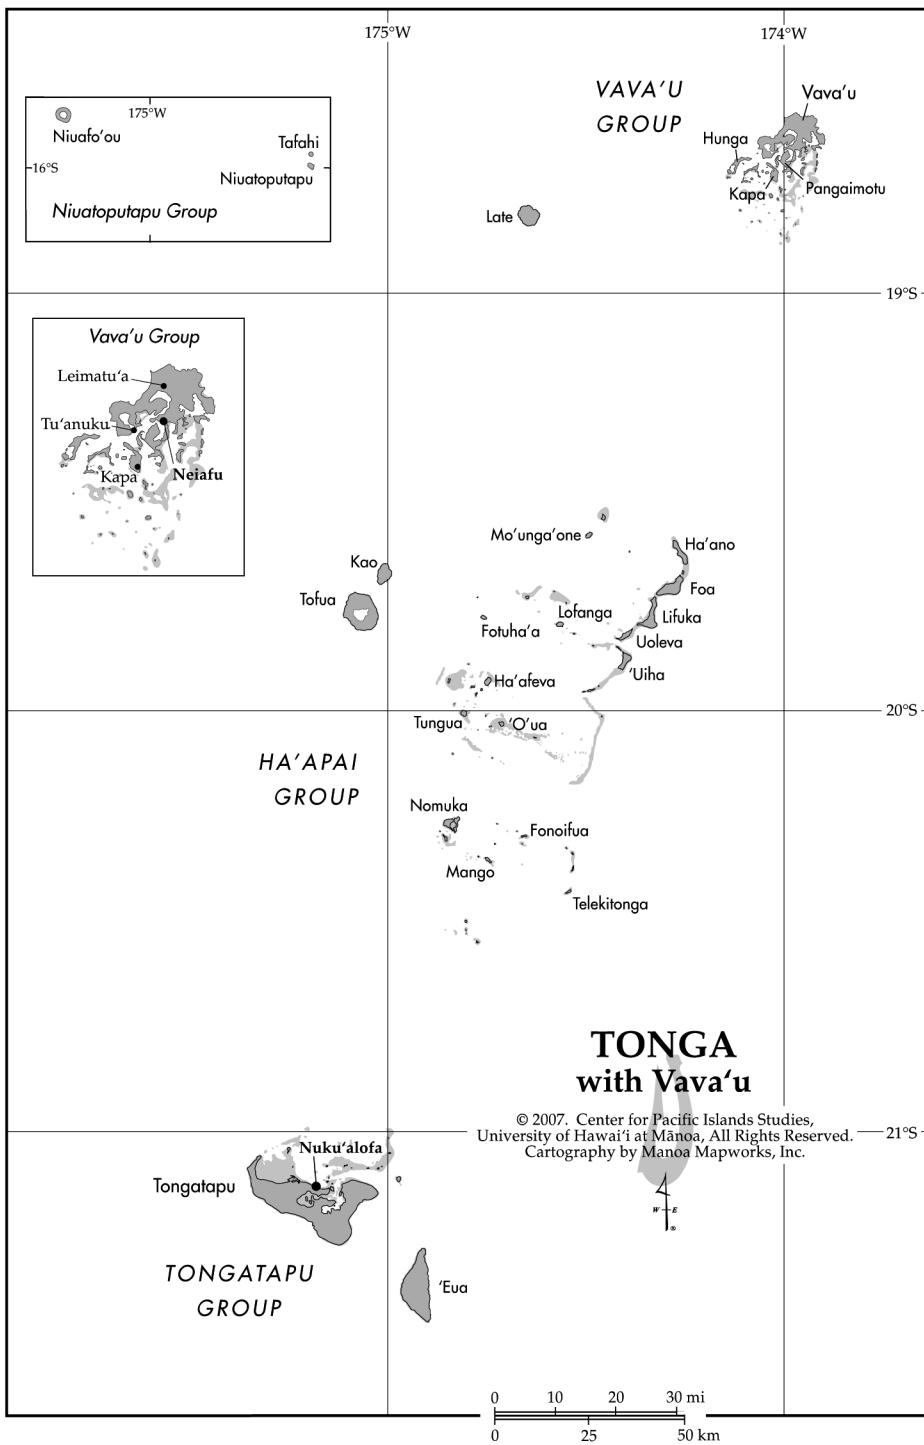 175°W
174°W
VAVA'U
GROUP
Vava'u
Hunga
Kapa
Pangaimotu
Late
175°W
Niuafo'ou
Tafahi
16°S
Niuatoputapu
Niuatoputapu Group
19°S
Vava'u Group
Leimatu'a
Tu'anuku
Kapa
Neiafu
Mo'unga'one
Ha'ano
Kao
Foa
Tofua
Lofanga
Lifuka
Fotuha'a
Uoleva
'Uiha
Ha'afeva
20°S
Tungua
'O'ua
HA'APAI
GROUP
Nomuka
Fonoifua
Mango
Telekitonga
TONGA
with Vava'u
© 2007. Center for Pacific Islands Studies,
University of Hawai'i at Mānoa, All Rights Reserved.
Cartography by Manoa Mapworks, Inc.
21°S
Nuku'alofa
Tongatapu
W E
®
TONGATAPU
GROUP
'Eua
0 10 20 30 mi
0 25 50 km